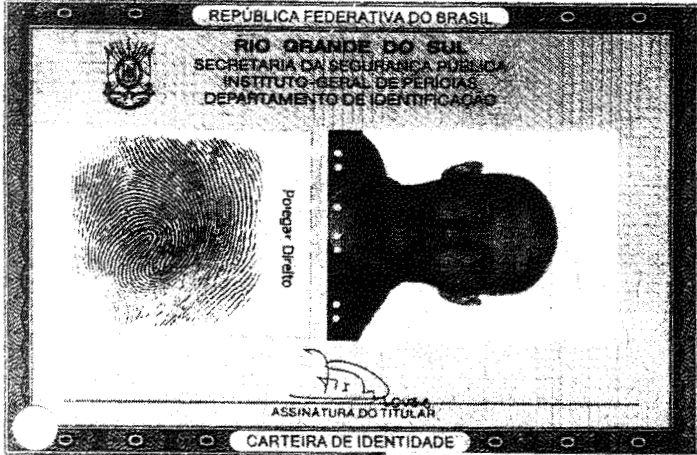 REPÚBLICA FEDERATIVA DO BRASIL
RIO GRANDE DO SUL
SECRETARIA DA SEGURANÇA PÚBLICA
INSTITUTO-GERAL DE PERÍCIAS
DEPARTAMENTO DE IDENTIFICAÇÃO
Polegar Direito
ASSINATURA DO TITULAR
CARTEIRA DE IDENTIDADE